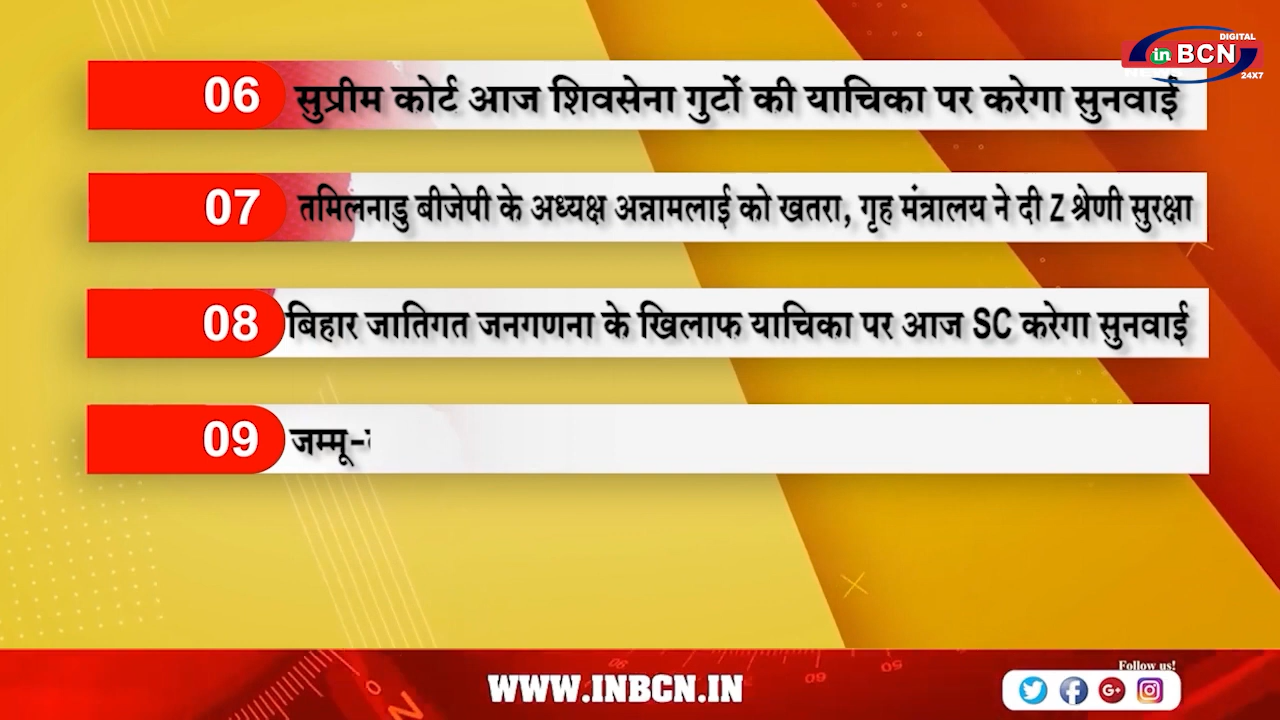 DIGITAL
in BCN
24X7
06 सुप्रीम कोर्ट आज शिवसेना गुटों की याचिका पर करेगा सुनवाई
07 तमिलनाडु बीजेपी के अध्यक्ष अन्नामलाई को खतरा, गृह मंत्रालय ने दी Z श्रेणी सुरक्षा
08 बिहार जातिगत जनगणना के खिलाफ याचिका पर आज SC करेगा सुनवाई
09 जम्मू-
WWW.INBCN.IN
Follow us!